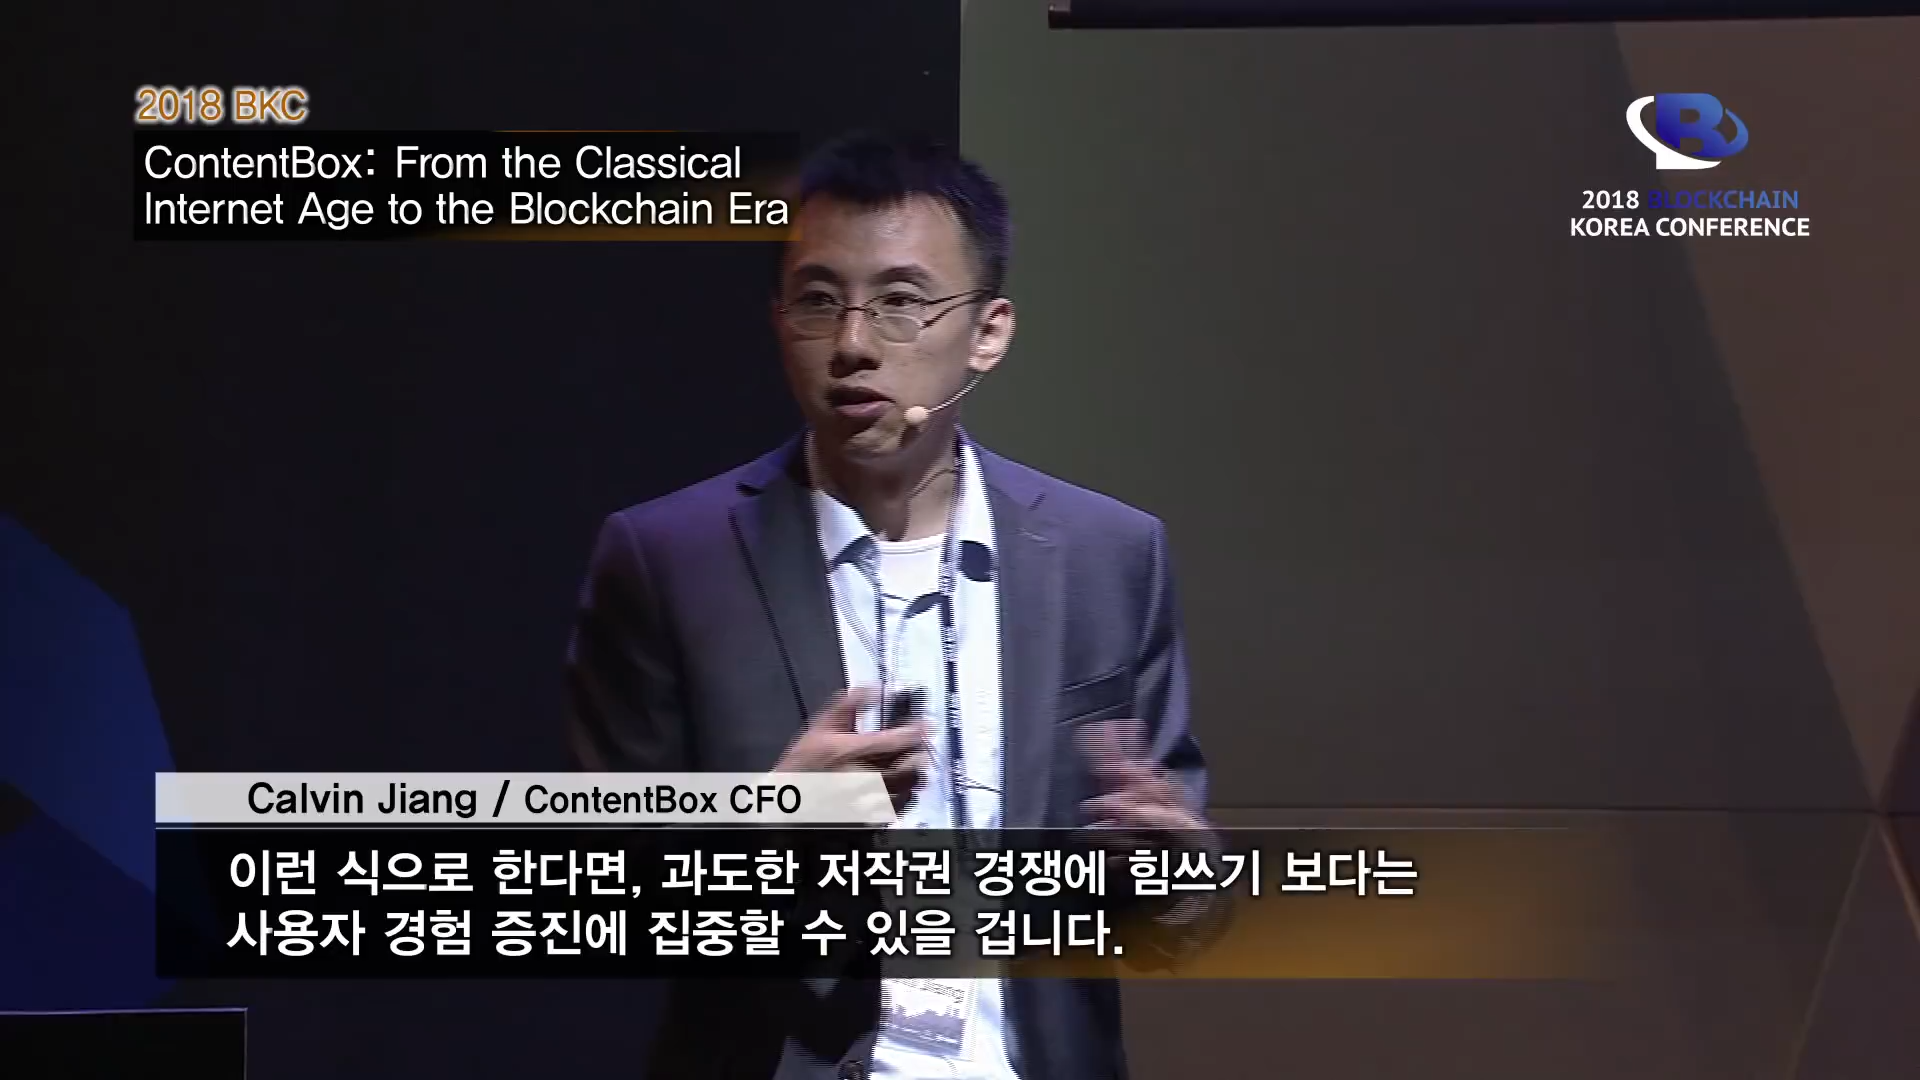 2018 BKC
ContentBox: From the Classical
Internet Age to the Blockchain Era
2018 BLOCKCHAIN
KOREA CONFERENCE
Calvin Jiang / ContentBox CFO
이런 식으로 한다면, 과도한 저작권 경쟁에 힘쓰기 보다는
사용자 경험 증진에 집중할 수 있을 겁니다.